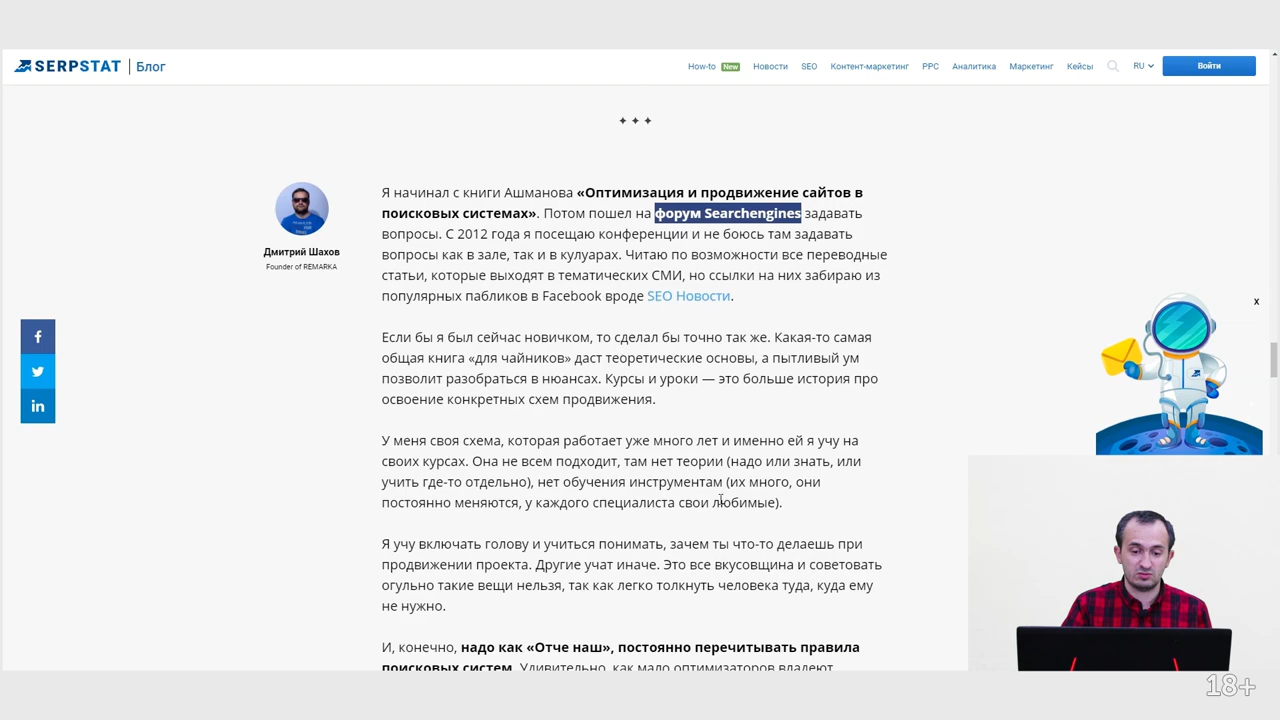 SERPSTAT | Блог
How-to New Новости SEO Контент-маркетинг PPC Аналитика Маркетинг Кейсы RU Войти
Я начинал с книги Ашманова «Оптимизация и продвижение сайтов в
поисковых системах». Потом пошел на форум Searchengines задавать
вопросы. С 2012 года я посещаю конференции и не боюсь там задавать
вопросы как в зале, так и в кулуарах. Читаю по возможности все переводные
статьи, которые выходят в тематических СМИ, но ссылки на них забираю из
популярных пабликов в Facebook вроде SEO Новости.
Дмитрий Шахов
Founder of REMARKA
x
Если бы я был сейчас новичком, то сделал бы точно так же. Какая-то самая
общая книга «для чайников» даст теоретические основы, а пытливый ум
позволит разобраться в нюансах. Курсы и уроки — это больше история про
освоение конкретных схем продвижения.
У меня своя схема, которая работает уже много лет и именно ей я учу на
своих курсах. Она не всем подходит, там нет теории (надо или знать, или
учить где-то отдельно), нет обучения инструментам (их много, они
постоянно меняются, у каждого специалиста свои любимые).
Я учу включать голову и учиться понимать, зачем ты что-то делаешь при
продвижении проекта. Другие учат иначе. Это все вкусовщина и советовать
огульно такие вещи нельзя, так как легко толкнуть человека туда, куда ему
не нужно.
И, конечно, надо как «Отче наш», постоянно перечитывать правила
поисковых систем. Удивительно, как мало оптимизаторов владеют
18+